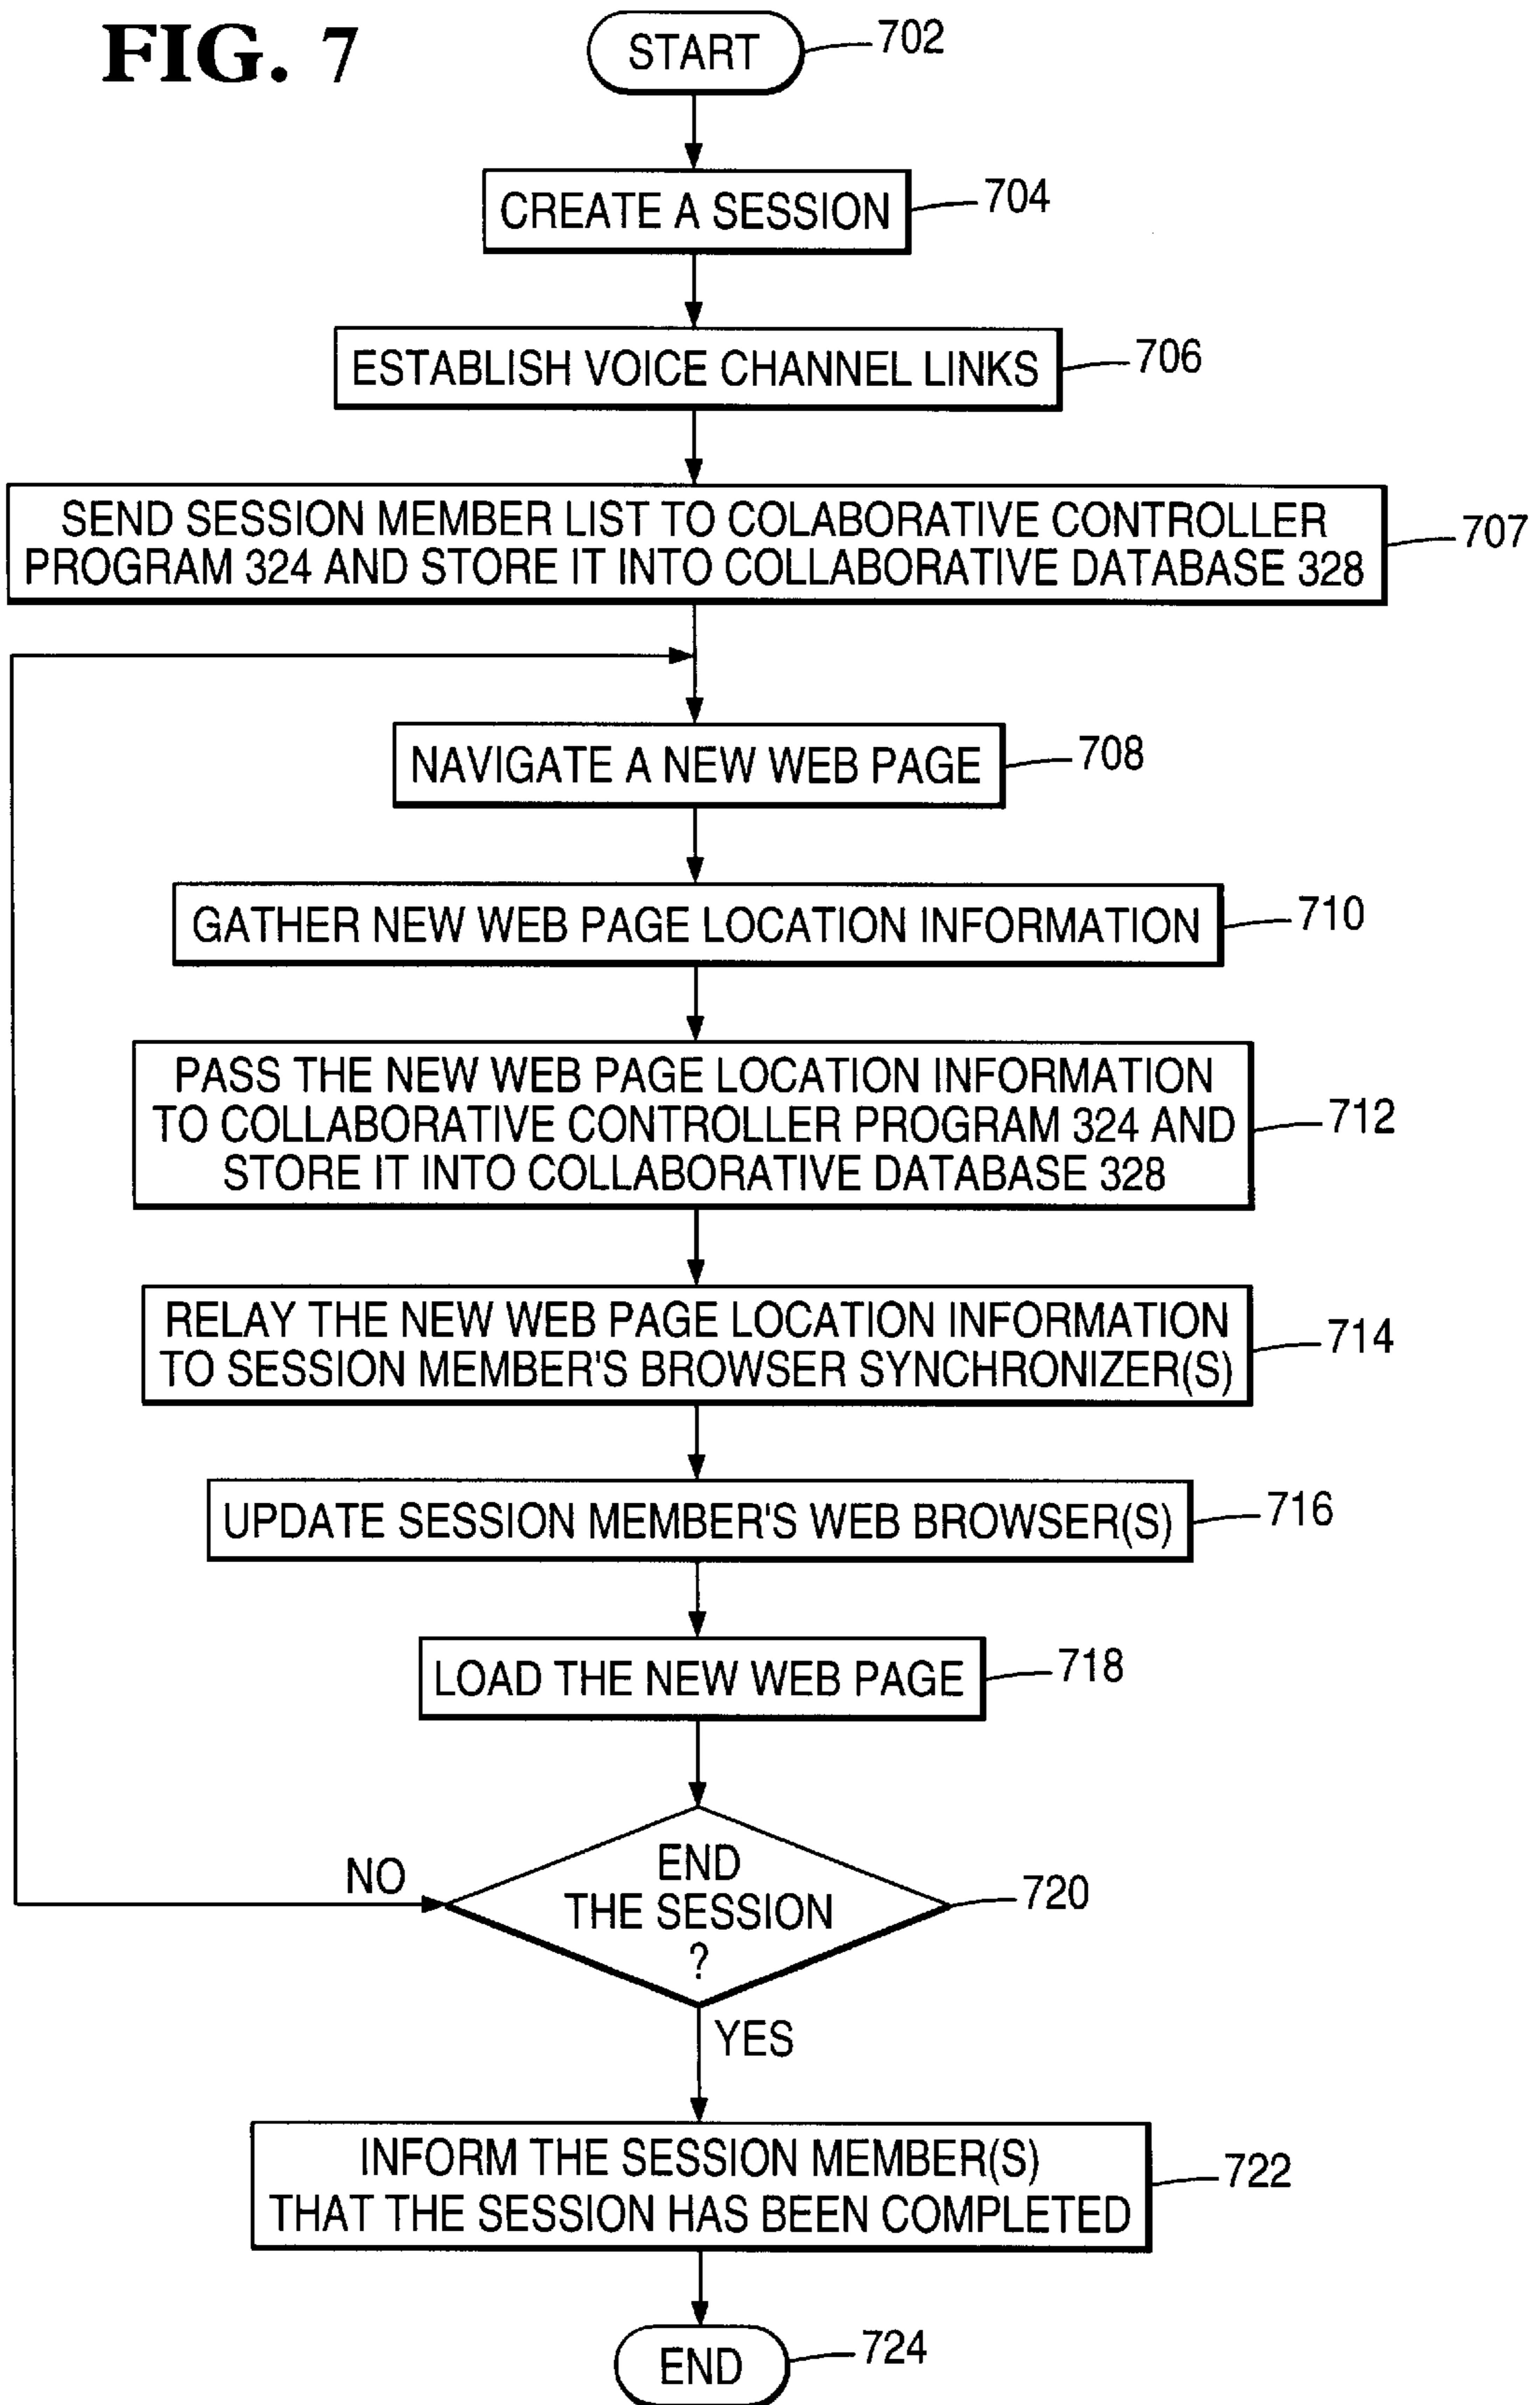 FIG. 7
START
702
CREATE A SESSION
704
ESTABLISH VOICE CHANNEL LINKS
706
SEND SESSION MEMBER LIST TO COLABORATIVE CONTROLLER
PROGRAM 324 AND STORE IT INTO COLLABORATIVE DATABASE 328
707
NAVIGATE A NEW WEB PAGE
708
GATHER NEW WEB PAGE LOCATION INFORMATION
710
PASS THE NEW WEB PAGE LOCATION INFORMATION
TO COLLABORATIVE CONTROLLER PROGRAM 324 AND
STORE IT INTO COLLABORATIVE DATABASE 328
712
RELAY THE NEW WEB PAGE LOCATION INFORMATION
TO SESSION MEMBER'S BROWSER SYNCHRONIZER(S)
714
UPDATE SESSION MEMBER'S WEB BROWSER(S)
716
LOAD THE NEW WEB PAGE
718
NO
END
THE SESSION
?
720
YES
INFORM THE SESSION MEMBER(S)
THAT THE SESSION HAS BEEN COMPLETED
722
END
724